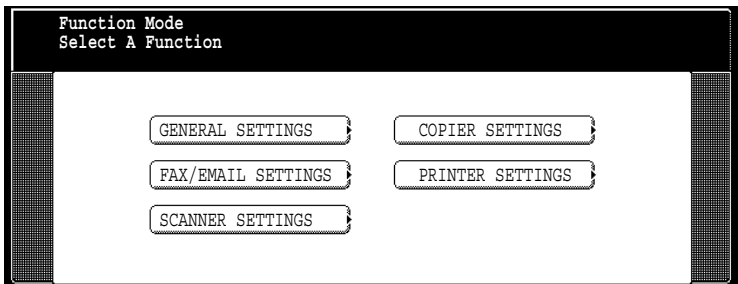 Function Mode
Select A Function
GENERAL SETTINGS
COPIER SETTINGS
FAX/EMAIL SETTINGS
PRINTER SETTINGS
SCANNER SETTINGS